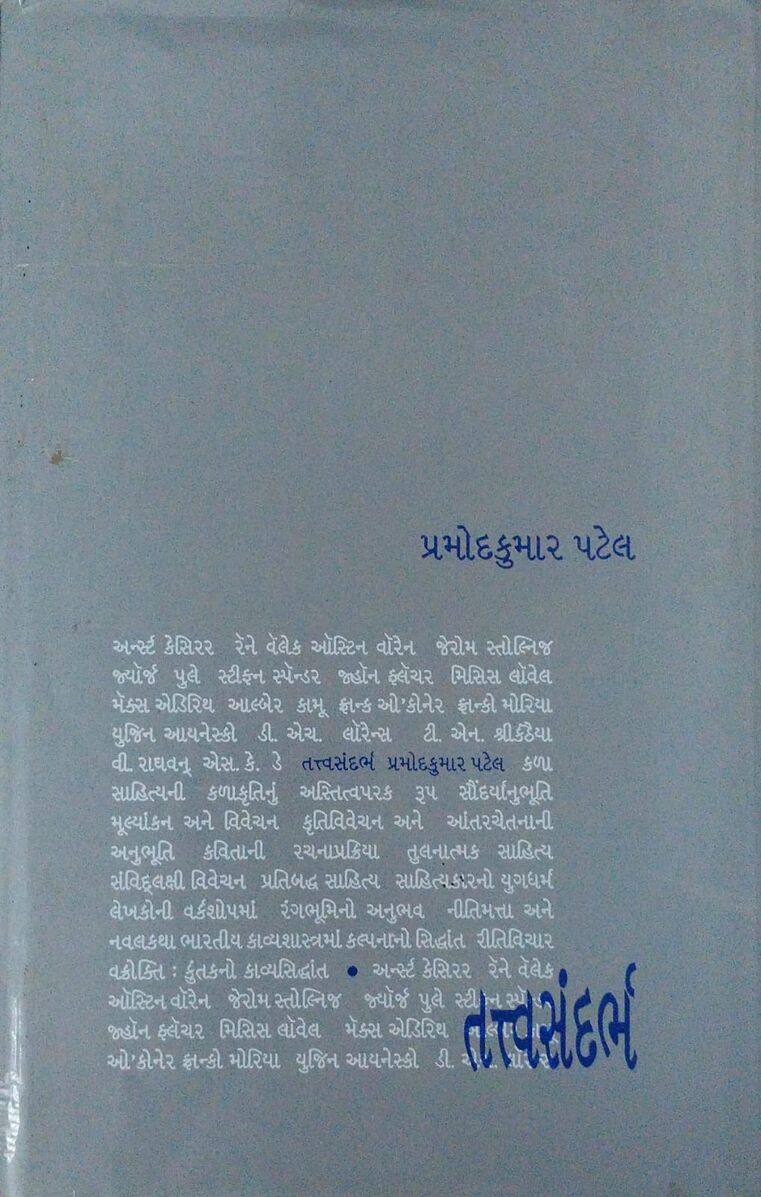 પ્રમોદકુમાર પટેલ
અર્ન્સ્ટ કેસિરર રૅને વૅલેક ઑસ્ટિન વૉરૅન જેરોમ સ્તોલ્નિજ
જ્યૉર્જ પુલે સ્ટીફન સ્પૅન્ડર જ્હૉન ફ્લૅચર મિસિસ લૉવેલ
મૅક્સ એડિરિથ આલ્બેર કામૂ ફ્રાન્ક ઓ'કોનેર ફ્રાન્કો મોરિયા
યુજિન આયનેસ્કો ડી. એચ. લૉરેન્સ ટી. એન. શ્રીકંઠૈયા
વી. રાઘવન્ એસ. કે. ડે તત્ત્વસંદર્ભ પ્રમોદકુમાર પટેલ કળા
સાહિત્યની કળાકૃતિનું અસ્તિત્વપરક રૂપ સૌંદર્યાનુભૂતિ
મૂલ્યાંકન અને વિવેચન કૃતિવિવેચન અને આંતરચેતનાની
અનુભૂતિ કવિતાની રચનાપ્રક્રિયા તુલનાત્મક સાહિત્ય
સંવિદ્લક્ષી વિવેચન પ્રતિબદ્ધ સાહિત્ય સાહિત્યકારનો યુગધર્મ
લેખકોની વર્કશોપમાં રંગભૂમિનો અનુભવ નીતિમત્તા અને
નવલકથા ભારતીય કાવ્યશાસ્ત્રમાં કલ્પનાનો સિદ્ધાંત રીતિવિચાર
વક્રોક્તિ : કુંતકનો કાવ્યસિદ્ધાંત • અર્ન્સ્ટ કેસિરર રૅને વૅલેક
ઑસ્ટિન વૉરૅન જેરોમ સ્તોલ્નિજ જ્યૉર્જ પુલે સ્ટીફન
જ્હૉન ફ્લૅચર મિસિસ લૉવેલ મૅક્સ એડિરિથ
ઓ'કોનેર ફ્રાન્કો મોરિયા યુજિન આયનેસ્કો ડી.
તત્ત્વસંદર્ભ